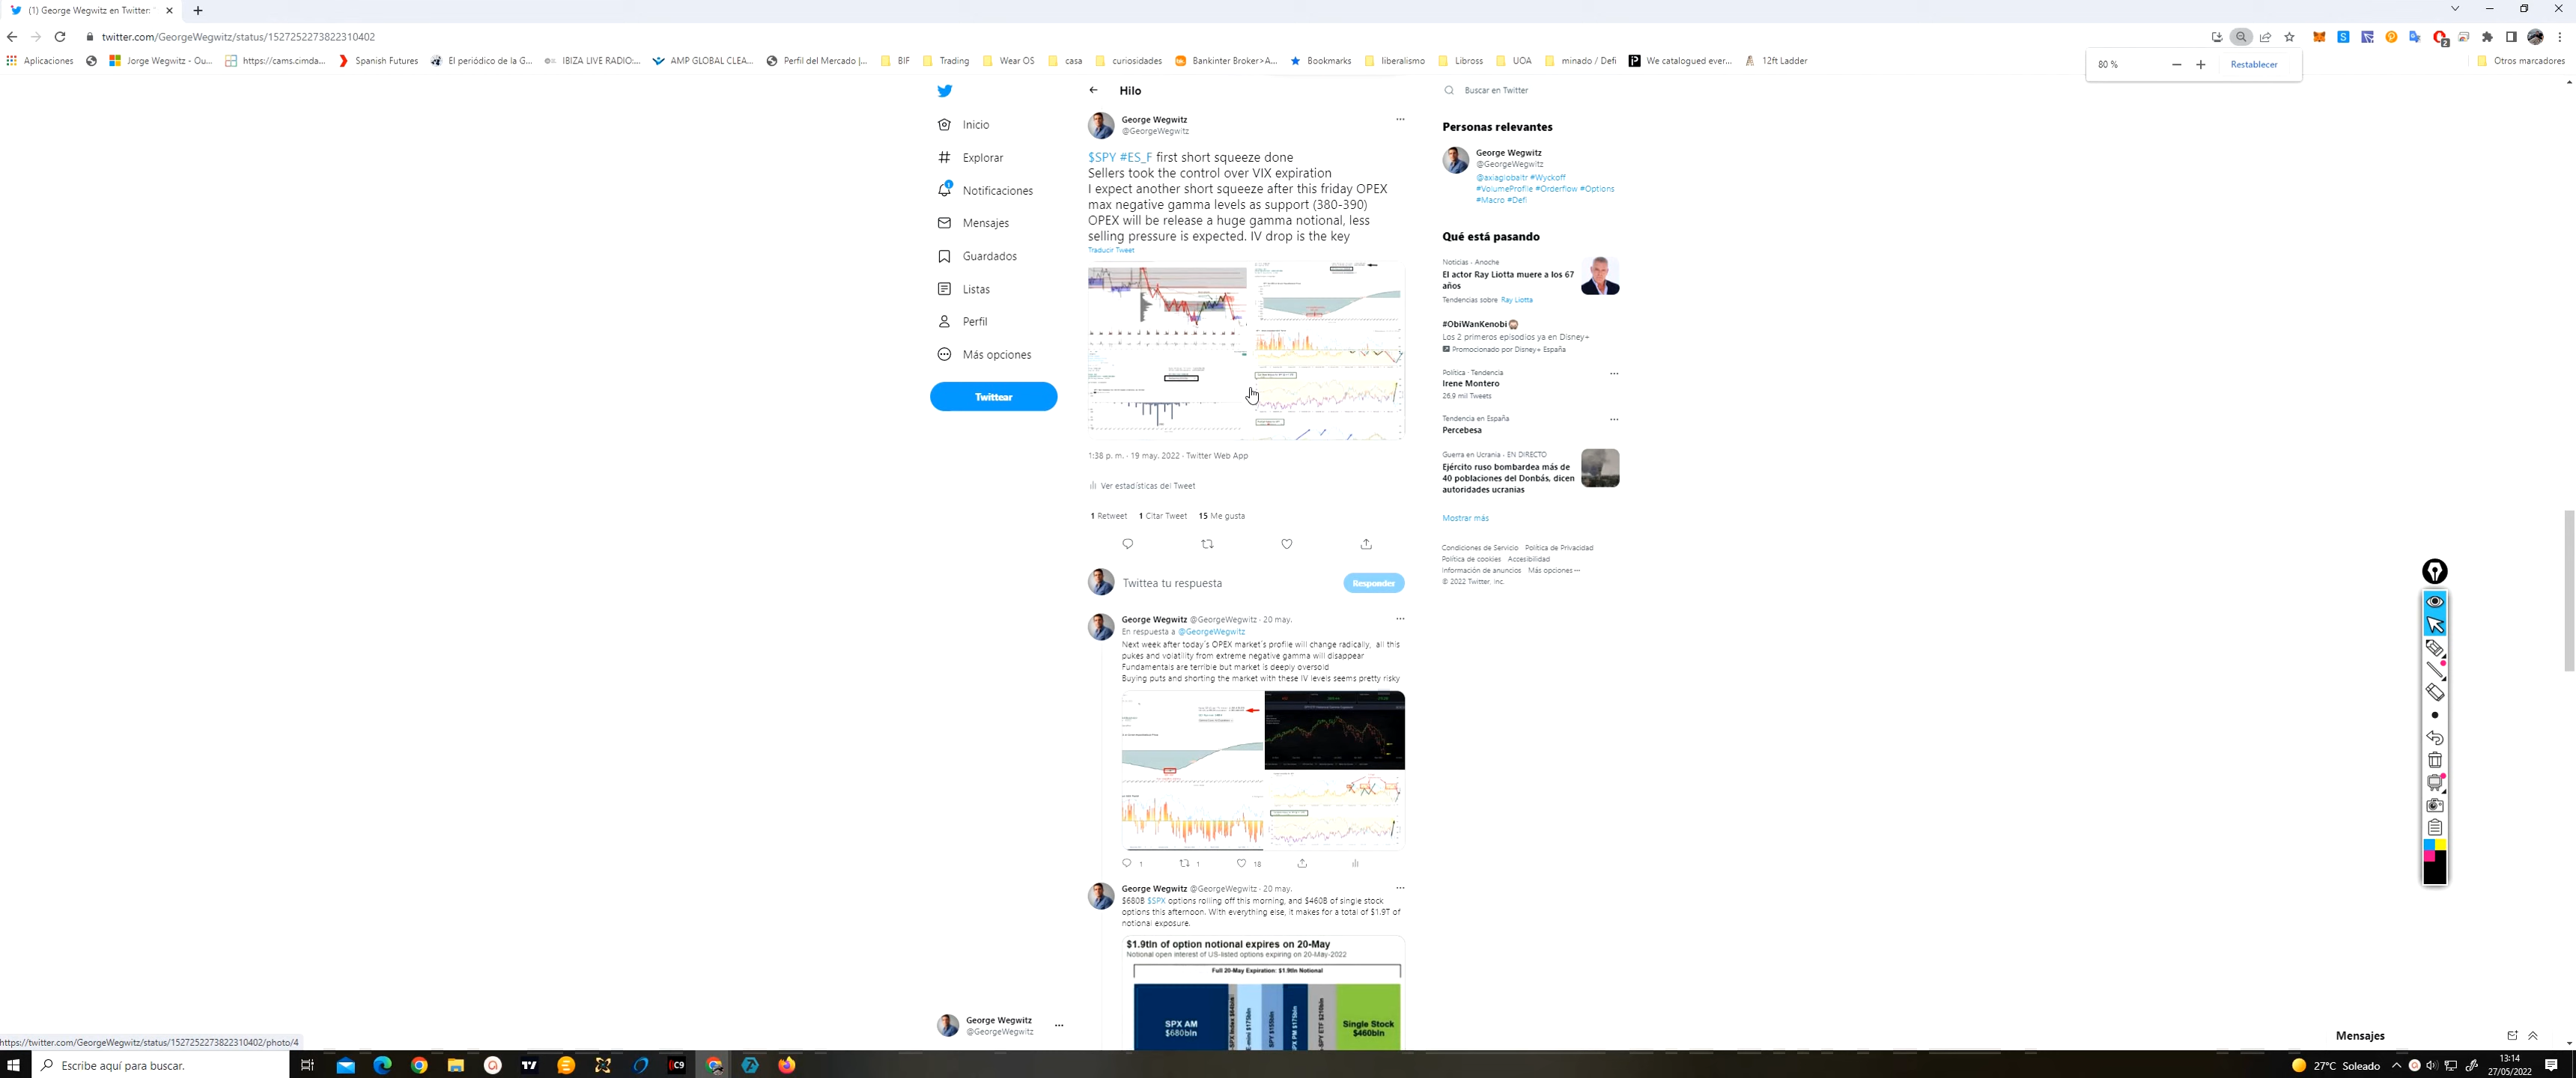 (1) George Wegwitz en Twitter:
twitter.com/GeorgeWegwitz/status/1527252273822310402
Aplicaciones
Jorge Wegwitz - Ou...
https://cams.cimda...
Spanish Futures
El periódico de la G...
IBIZA LIVE RADIO:...
AMP GLOBAL CLEA...
Perfil del Mercado |...
BIF
Trading
Wear OS
casa
curiosidades
Bankinter Broker>A...
Bookmarks
liberalismo
Libross
UOA
minado / Defi
We catalogued ever...
12ft Ladder
Otros marcadores
80 %
Restablecer
Inicio
Explorar
Notificaciones
Mensajes
Guardados
Listas
Perfil
Más opciones
Twittear
George Wegwitz
@GeorgeWegwitz
Hilo
George Wegwitz
@GeorgeWegwitz
$SPY #ES_F first short squeeze done
Sellers took the control over VIX expiration
I expect another short squeeze after this friday OPEX
max negative gamma levels as support (380-390)
OPEX will be release a huge gamma notional, less
selling pressure is expected. IV drop is the key
Traducir Tweet
1:38 p. m. · 19 may. 2022 · Twitter Web App
Ver estadísticas del Tweet
1 Retweet 1 Citar Tweet 15 Me gusta
Twittea tu respuesta
Responder
George Wegwitz @GeorgeWegwitz · 20 may.
En respuesta a @GeorgeWegwitz
Next week after today's OPEX market's profile will change radically, all this
pukes and volatility from extreme negative gamma will disappear
Fundamentals are terrible but market is deeply oversold
Buying puts and shorting the market with these IV levels seems pretty risky
1
1
18
George Wegwitz @GeorgeWegwitz · 20 may.
$680B $SPX options rolling off this morning, and $460B of single stock
options this afternoon. With everything else, it makes for a total of $1.9T of
notional exposure.
$1.9tln of option notional expires on 20-May
Notional open interest of US-listed options expiring on 20-May-2022
Full 20-May Expiration: $1.9tln Notional
SPX AM
$680bln
E-mini $175bln
SPY $155bln
SPX PM $175bln
Single Stock
$460bln
Buscar en Twitter
Personas relevantes
George Wegwitz
@GeorgeWegwitz
@axiaglobaltr #Wyckoff
#VolumeProfile #Orderflow #Options
#Macro #Defi
Qué está pasando
Noticias · Anoche
El actor Ray Liotta muere a los 67
años
Tendencias sobre Ray Liotta
#ObiWanKenobi
Los 2 primeros episodios ya en Disney+
Promocionado por Disney+ España
Política · Tendencia
Irene Montero
26,9 mil Tweets
Tendencia en España
Percebesa
Guerra en Ucrania · EN DIRECTO
Ejército ruso bombardea más de
40 poblaciones del Donbás, dicen
autoridades ucranias
Mostrar más
Condiciones de Servicio Política de Privacidad
Política de cookies Accesibilidad
Información de anuncios Más opciones ···
© 2022 Twitter, Inc.
Mensajes
https://twitter.com/GeorgeWegwitz/status/1527252273822310402/photo/4
Escribe aquí para buscar.
27°C Soleado
13:14
27/05/2022